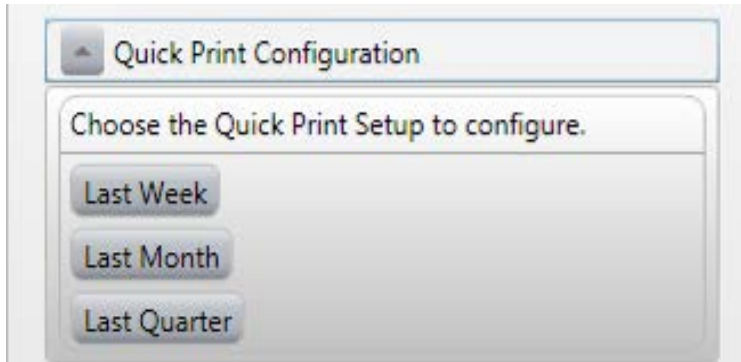 Quick Print Configuration
Choose the Quick Print Setup to configure.
Last Week
Last Month
Last Quarter